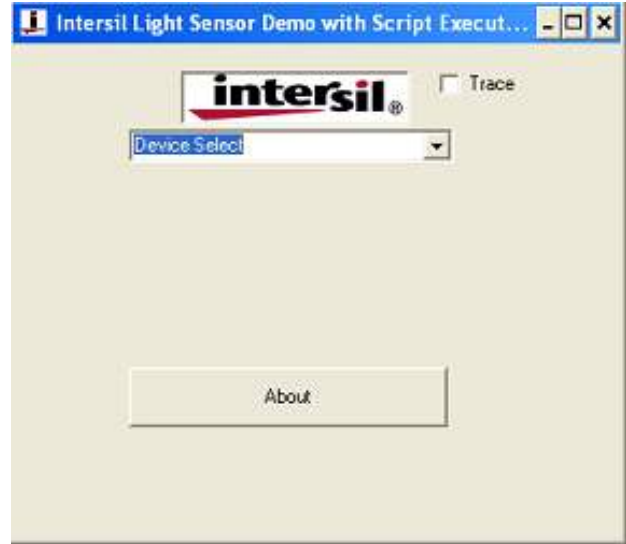 Intersil Light Sensor Demo with Script Execut...
intersil®
Trace
Device Select
About